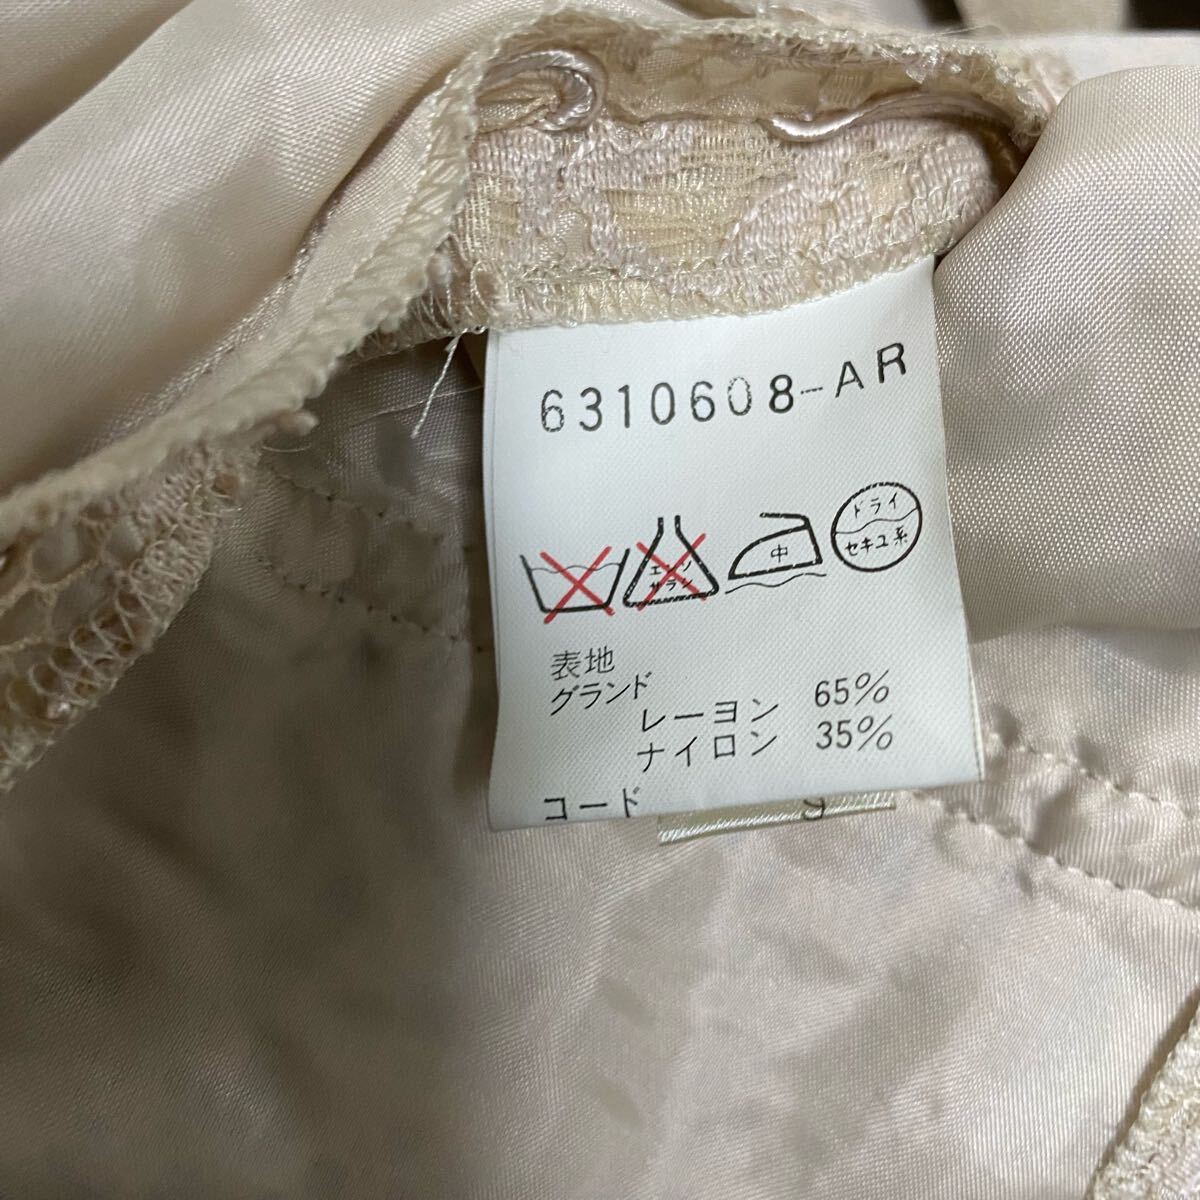 6310608-AR
エンソ
サラシ
中
ドライ
セキユ系
表地
グランド
レーヨン 65%
ナイロン 35%
コード
9